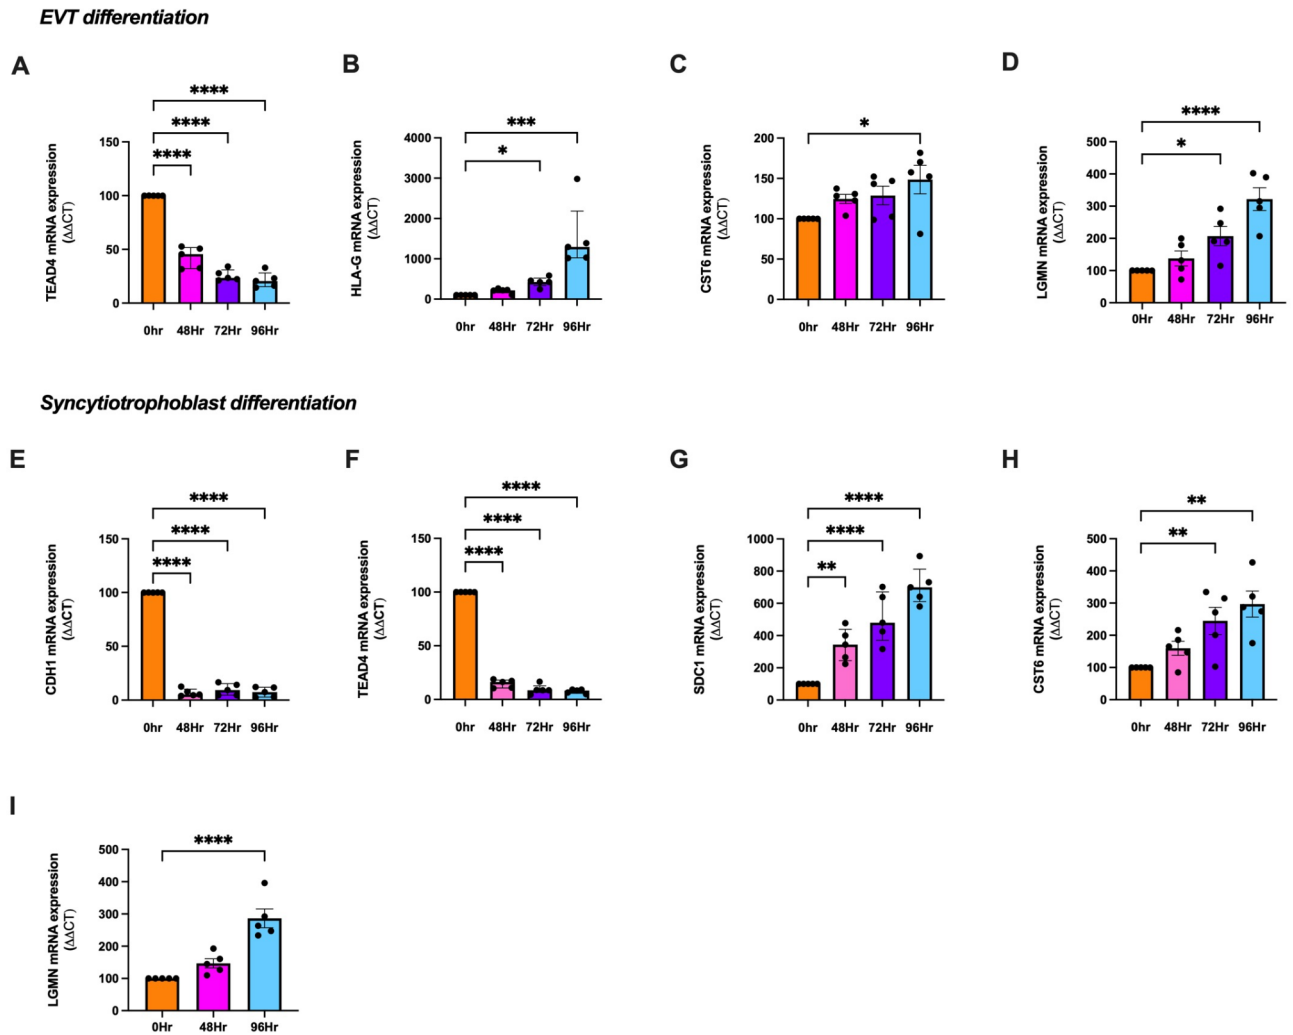 EVT differentiation
A
TEAD4 mRNA expression
(ΔΔCT)
150
100
50
0
****
****
****
0hr 48Hr 72Hr 96Hr
B
HLA-G mRNA expression
(ΔΔCT)
4000
3000
2000
1000
0
***
*
0hr 48Hr 72Hr 96Hr
C
CST6 mRNA expression
(ΔΔCT)
200
150
100
50
0
*
0hr 48Hr 72Hr 96Hr
D
LGMN mRNA expression
(ΔΔCT)
500
400
300
200
100
0
****
*
0Hr 48Hr 72Hr 96Hr
Syncytiotrophoblast differentiation
E
CDH1 mRNA expression
(ΔΔCT)
150
100
50
0
****
****
****
0hr 48Hr 72Hr 96Hr
F
TEAD4 mRNA expression
(ΔΔCT)
150
100
50
0
****
****
****
0hr 48Hr 72Hr 96Hr
G
SDC1 mRNA expression
(ΔΔCT)
1000
800
600
400
200
0
****
****
**
0hr 48Hr 72Hr 96Hr
H
CST6 mRNA expression
(ΔΔCT)
500
400
300
200
100
0
**
**
0hr 48Hr 72Hr 96Hr
I
LGMN mRNA expression
(ΔΔCT)
500
400
300
200
100
0
****
0Hr 48Hr 96Hr